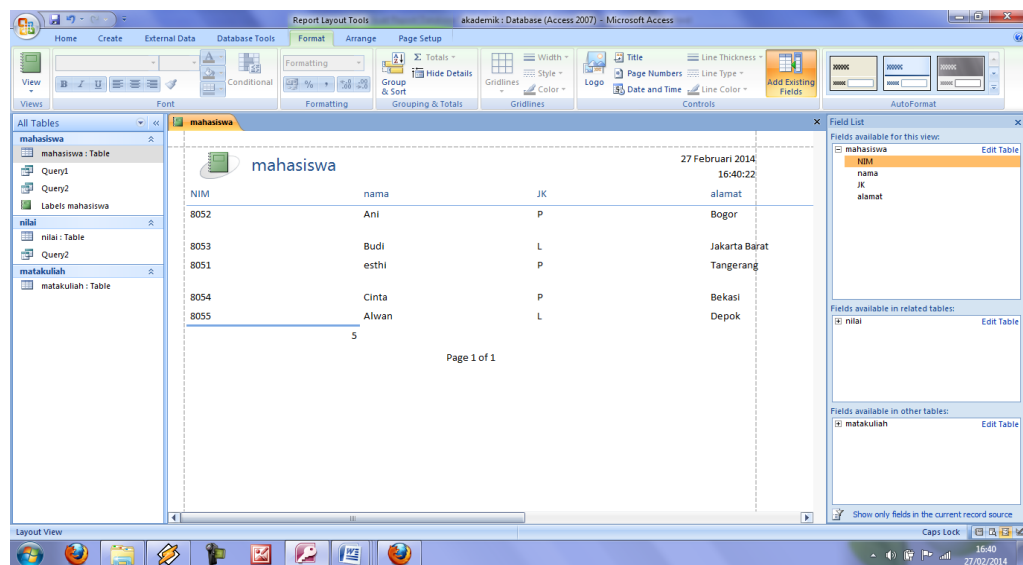 Report Layout Tools akademik : Database (Access 2007) - Microsoft Access
Home Create External Data Database Tools Format Arrange Page Setup
View
Views
B I U
Conditional
Font
Formatting
%
Formatting
Group & Sort
Σ Totals
Hide Details
Grouping & Totals
Gridlines
Width
Style
Color
Gridlines
Logo
Title
Page Numbers
Date and Time
Line Thickness
Line Type
Line Color
Add Existing Fields
Controls
AutoFormat
All Tables
mahasiswa
mahasiswa : Table
Query1
Query2
Labels mahasiswa
nilai
nilai : Table
Query2
matakuliah
matakuliah : Table
mahasiswa
mahasiswa
27 Februari 2014
16:40:22
NIM nama JK alamat
8052 Ani P Bogor
8053 Budi L Jakarta Barat
8051 esthi P Tangerang
8054 Cinta P Bekasi
8055 Alwan L Depok
5
Page 1 of 1
Field List
Fields available for this view:
mahasiswa Edit Table
NIM
nama
JK
alamat
Fields available in related tables:
nilai Edit Table
Fields available in other tables:
matakuliah Edit Table
Show only fields in the current record source
Layout View Caps Lock
16:40
27/02/2014